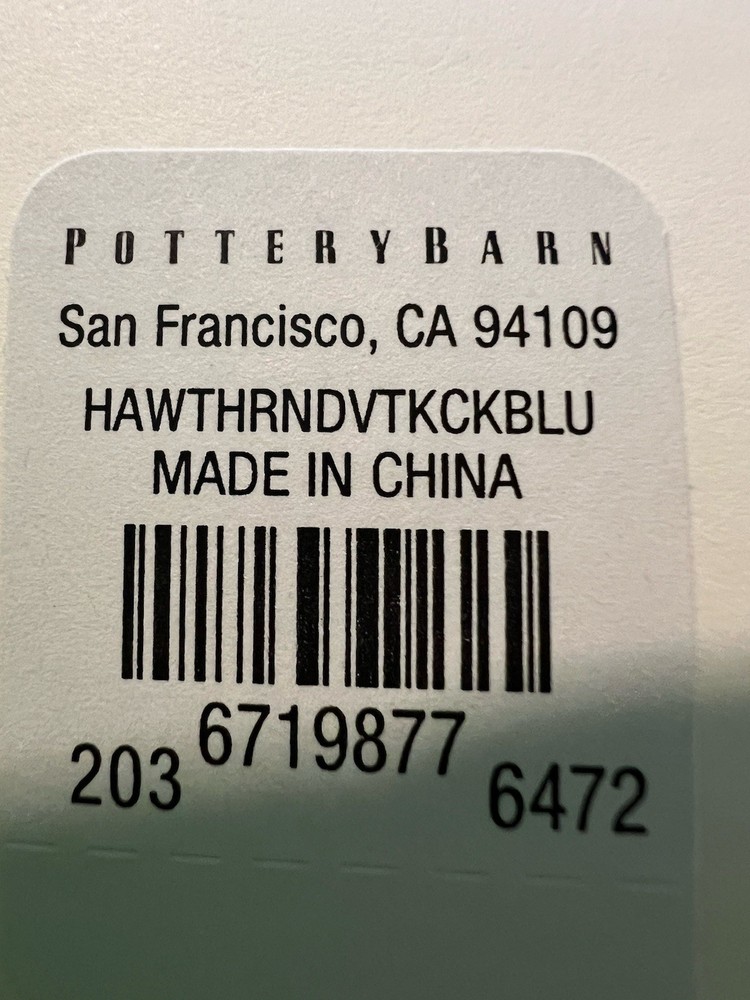 POTTERYBARN
San Francisco, CA 94109
HAWTHRNDVTKCKBLU
MADE IN CHINA
6719877
203 6472